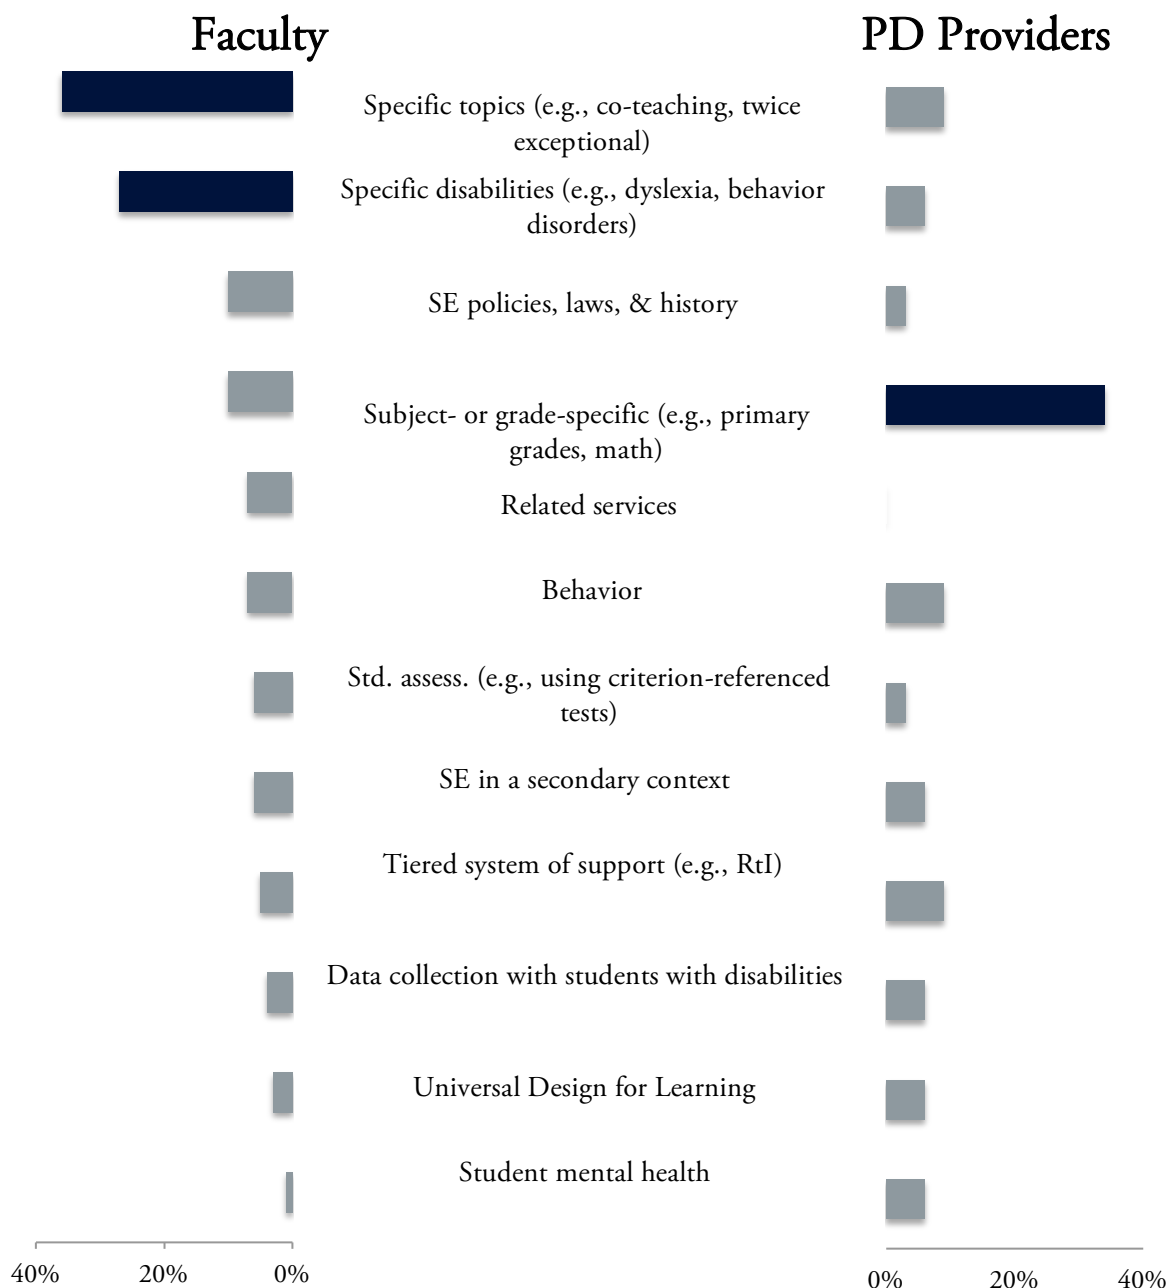 Faculty
PD Providers
Specific topics (e.g., co-teaching, twice
exceptional)
Specific disabilities (e.g., dyslexia, behavior
disorders)
SE policies, laws, & history
Subject- or grade-specific (e.g., primary
grades, math)
Related services
Behavior
Std. assess. (e.g., using criterion-referenced
tests)
SE in a secondary context
Tiered system of support (e.g., RtI)
Data collection with students with disabilities
Universal Design for Learning
Student mental health
40% 20% 0%
0% 20% 40%